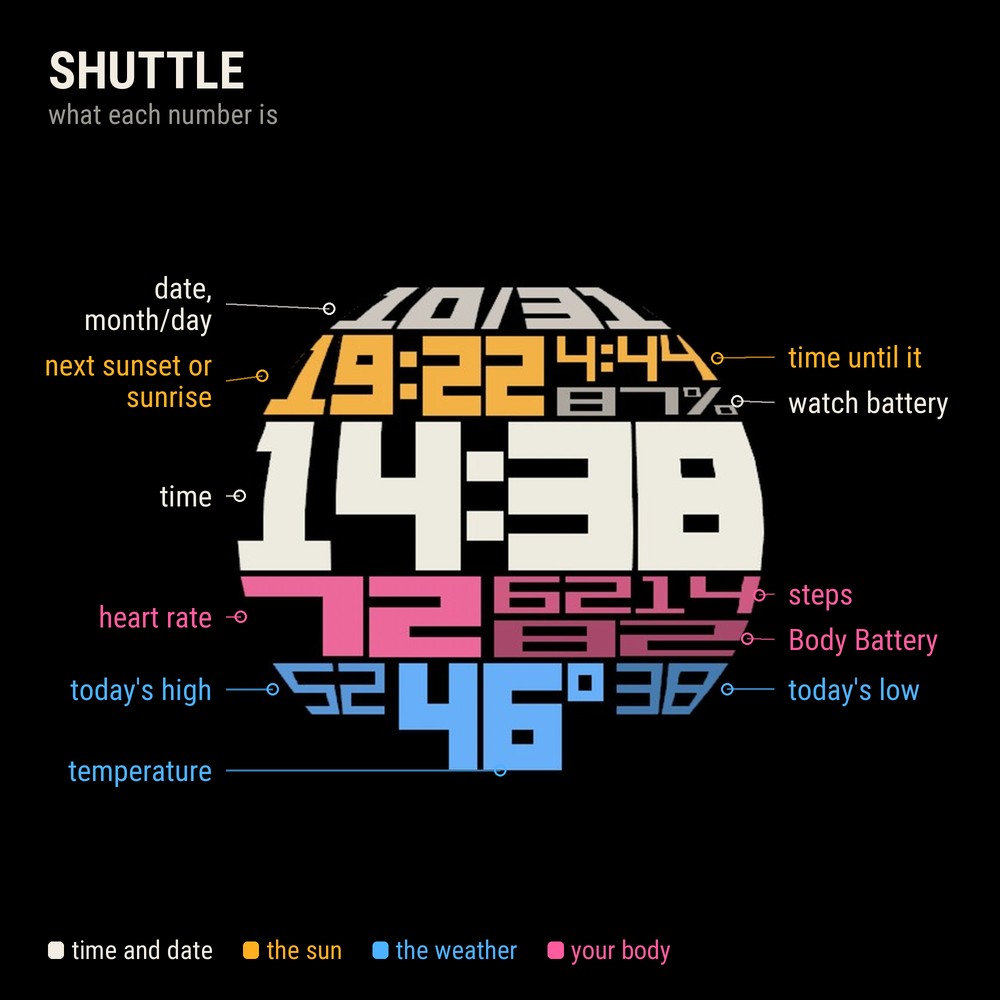 SHUTTLE
what each number is
date,
month/day
10/31
next sunset or
sunrise
19:22
4:44
time until it
87%
watch battery
time
14:38
heart rate
72
6214
steps
82
Body Battery
today's high
52
46°
38
today's low
temperature
time and date
the sun
the weather
your body